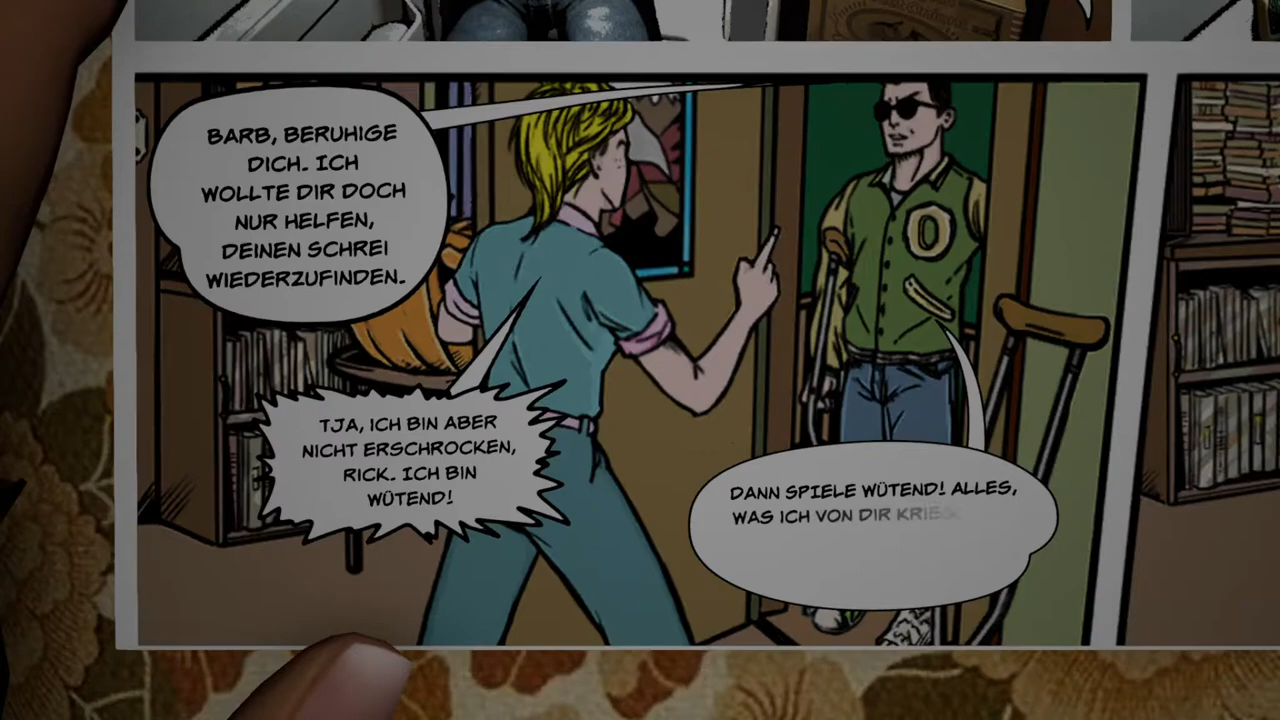 BARB, BERUHIGE
DICH. ICH
WOLLTE DIR DOCH
NUR HELFEN,
DEINEN SCHREI
WIEDERZUFINDEN.
TJA, ICH BIN ABER
NICHT ERSCHROCKEN,
RICK. ICH BIN
WÜTEND!
O
DANN SPIELE WÜTEND! ALLES,
WAS ICH VON DIR